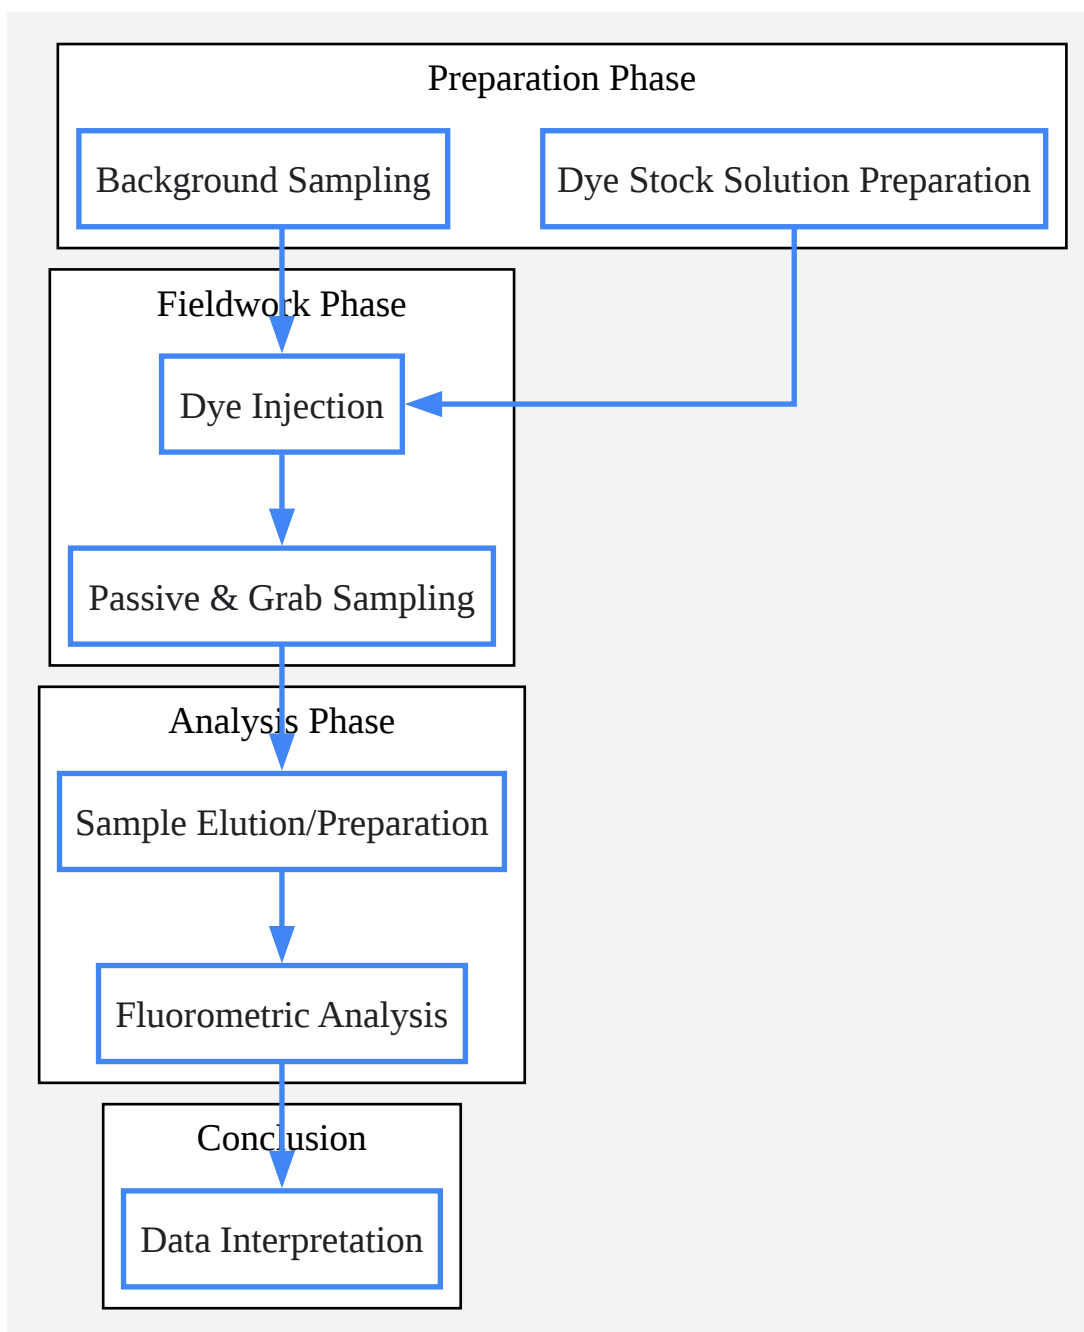 Preparation Phase
Background Sampling
Dye Stock Solution Preparation
Fieldwork Phase
Dye Injection
Passive & Grab Sampling
Analysis Phase
Sample Elution/Preparation
Fluorometric Analysis
Conclusion
Data Interpretation